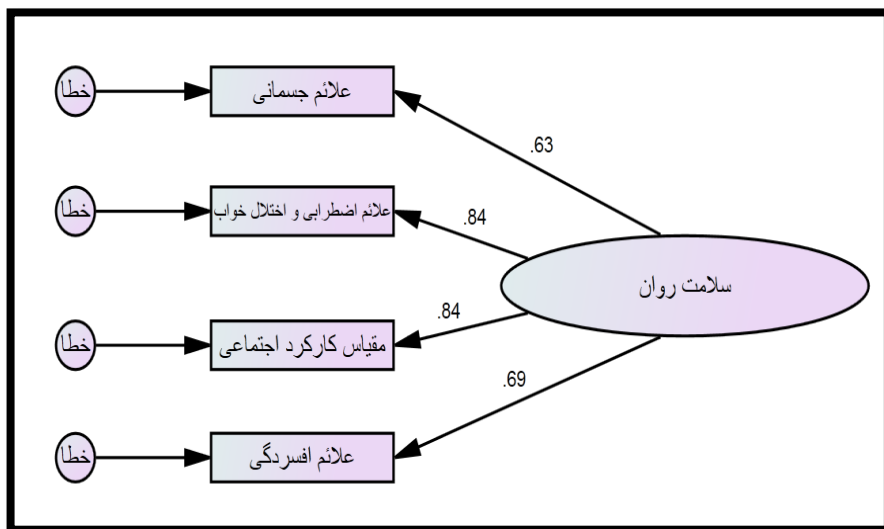 خطا
علائم جسمانی
.63
خطا
علائم اضطرابی و اختلال خواب
.84
سلامت روان
خطا
مقیاس کارکرد اجتماعی
.84
.69
خطا
علائم افسردگی